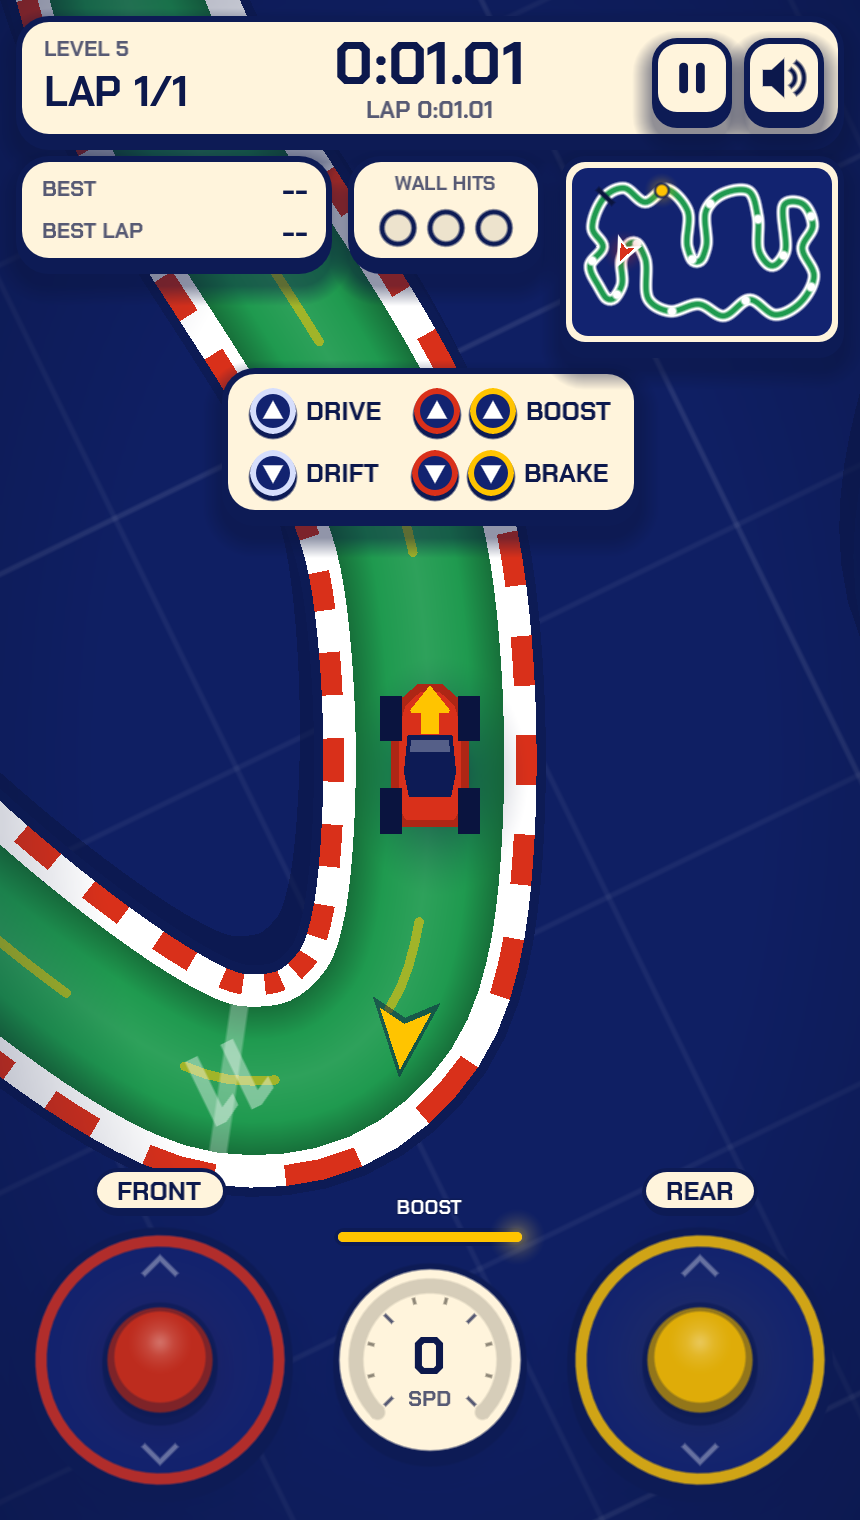 LEVEL 5
LAP 1/1
0:01.01
LAP 0:01.01
BEST --
BEST LAP --
WALL HITS
DRIVE BOOST
DRIFT BRAKE
FRONT
BOOST
REAR
0
SPD